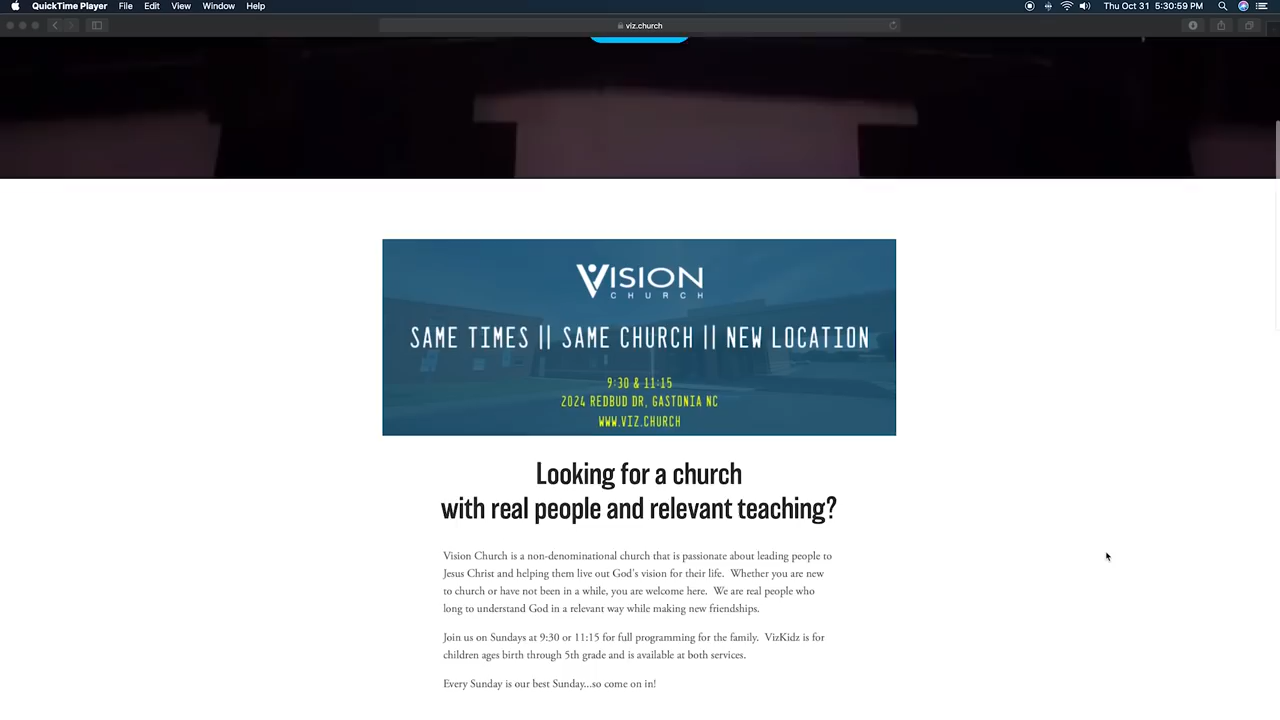 QuickTime Player File Edit View Window Help Thu Oct 31 5:30:59 PM
viz.church
VISION
CHURCH
SAME TIMES || SAME CHURCH || NEW LOCATION
9:30 & 11:15
2024 REDBUD DR, GASTONIA NC
WWW.VIZ.CHURCH
Looking for a church
with real people and relevant teaching?
Vision Church is a non-denominational church that is passionate about leading people to
Jesus Christ and helping them live out God's vision for their life.  Whether you are new
to church or have not been in a while, you are welcome here.  We are real people who
long to understand God in a relevant way while making new friendships.
Join us on Sundays at 9:30 or 11:15 for full programming for the family.  VizKidz is for
children ages birth through 5th grade and is available at both services.
Every Sunday is our best Sunday...so come on in!